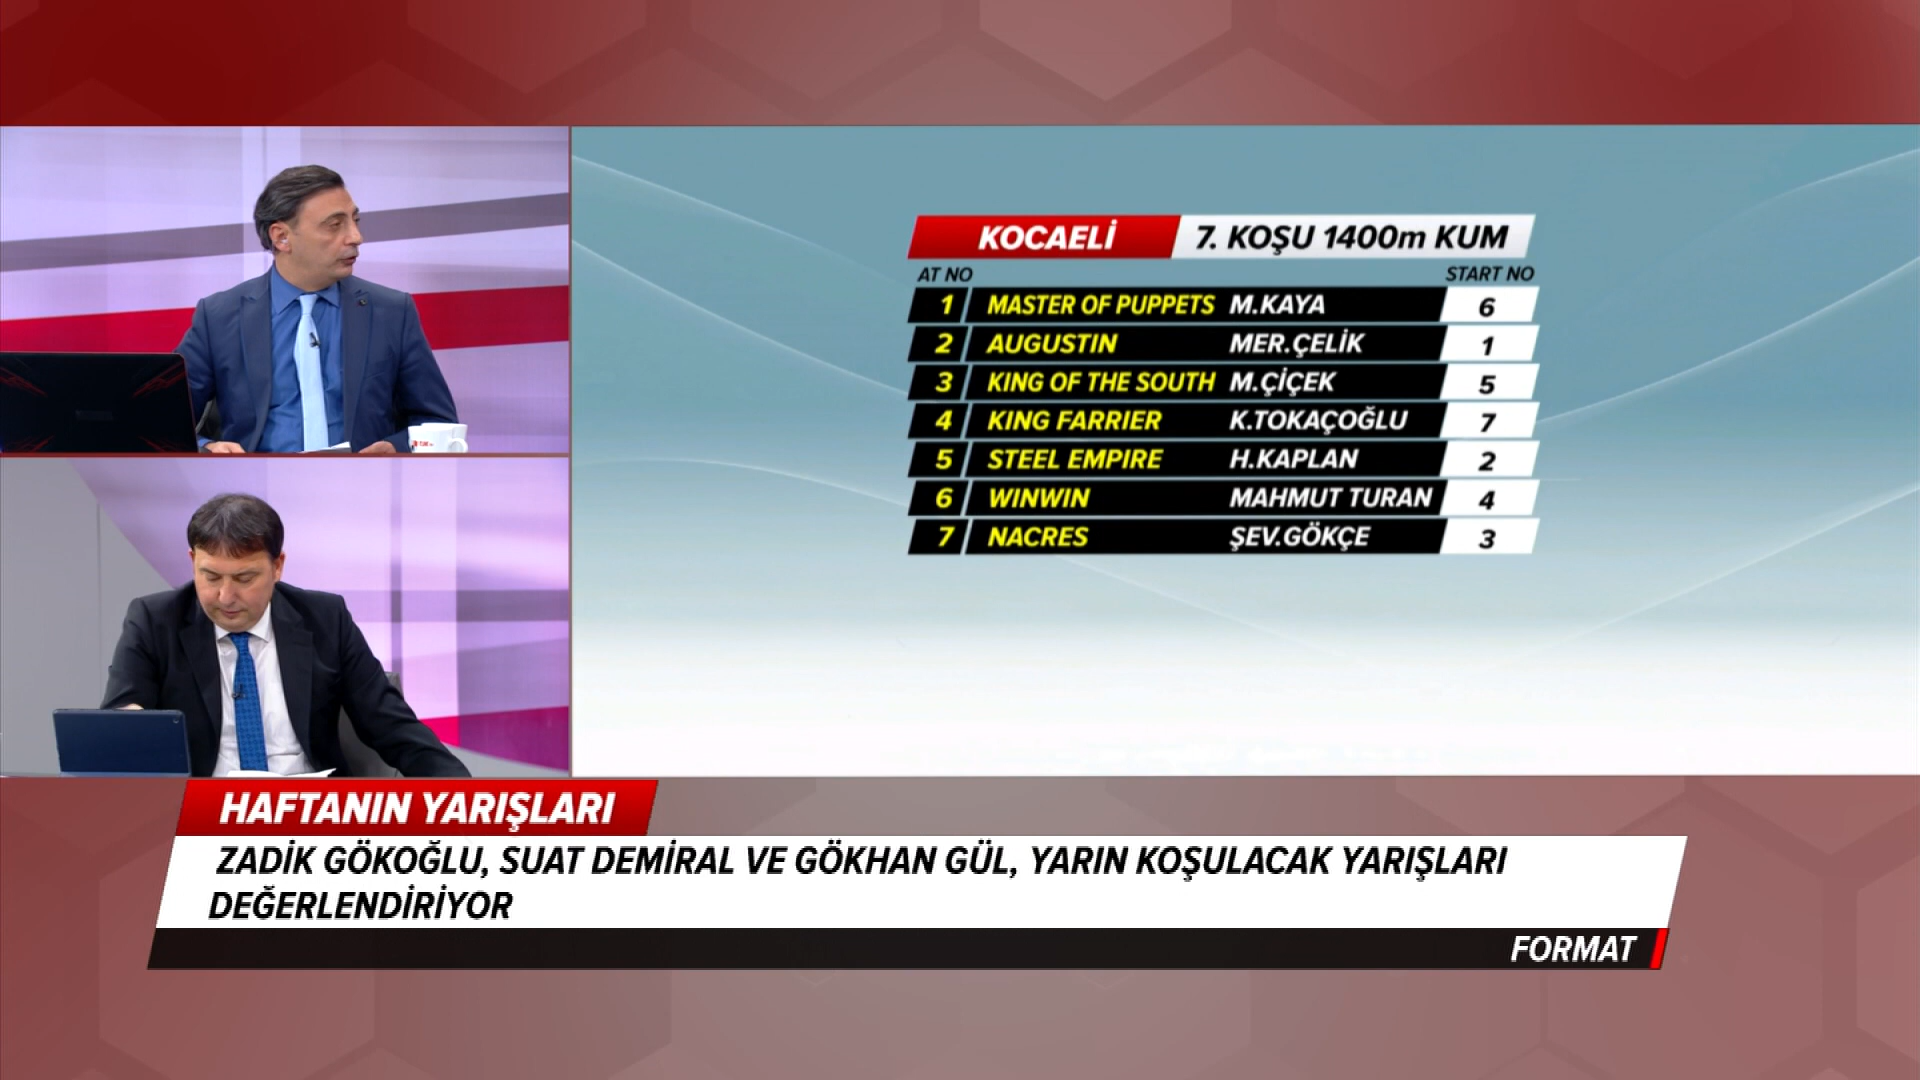 KOCAELİ 7. KOŞU 1400m KUM
AT NO START NO
1 MASTER OF PUPPETS M.KAYA 6
2 AUGUSTIN MER.ÇELİK 1
3 KING OF THE SOUTH M.ÇİÇEK 5
4 KING FARRIER K.TOKAÇOĞLU 7
5 STEEL EMPIRE H.KAPLAN 2
6 WINWIN MAHMUT TURAN 4
7 NACRES ŞEV.GÖKÇE 3
HAFTANIN YARIŞLARI
ZADİK GÖKOĞLU, SUAT DEMİRAL VE GÖKHAN GÜL, YARIN KOŞULACAK YARIŞLARI
DEĞERLENDİRİYOR
FORMAT